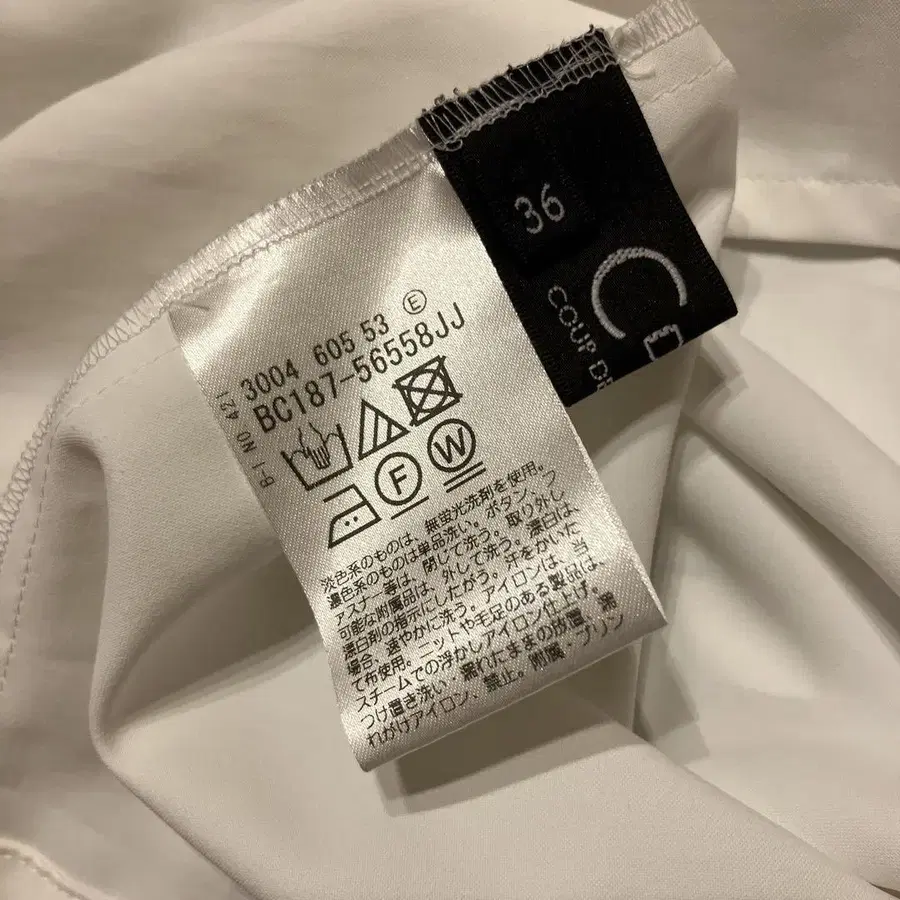 36
C
COUP DE
3004 605 53 Ⓔ
BC187-56558JJ
B-I NO 421
F W
淡色系のものは、無蛍光洗剤を使用。
濃色系のものは単品洗い。ボタン、フ
ァスナー等は、閉じて洗う。取り外し
可能な附属品は、外して洗う。漂白は、
漂白剤の指示にしたがう。汗をかいた
場合、速やかに洗う。アイロンは、当
て布使用。ニットや毛足のある製品は、
スチームでの浮かしアイロン仕上げ。
つけ置き洗い・濡れたままの放置、濡
れがけアイロン、禁止。附属・プリン